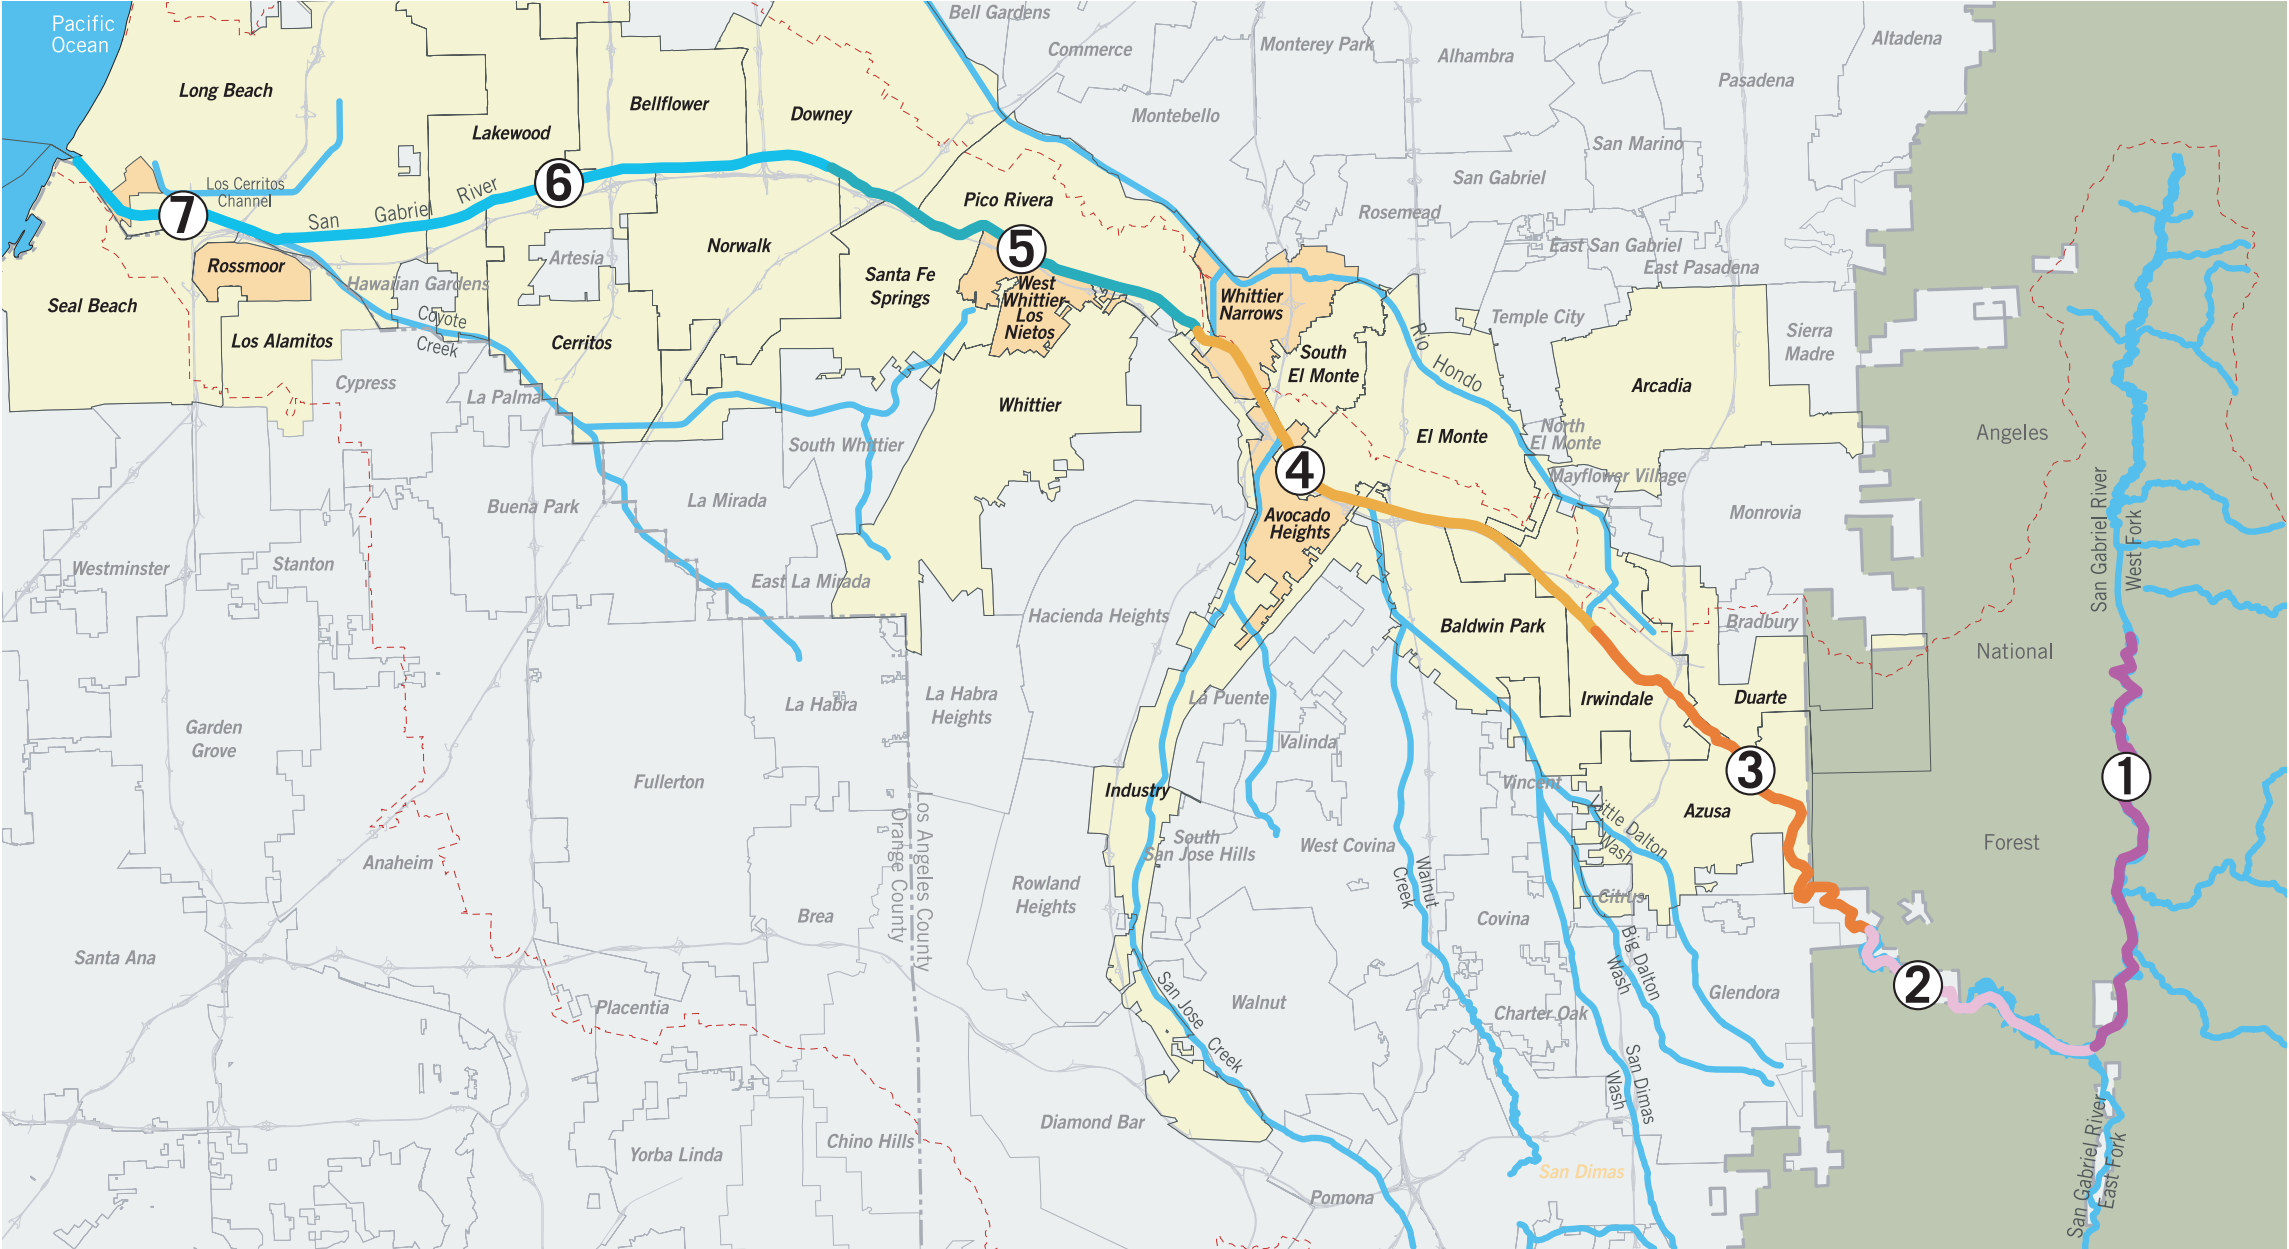 Pacific
Ocean
Bell Gardens
Commerce
Monterey Park
Alhambra
Altadena
Pasadena
Long Beach
Bellflower
Downey
Montebello
Lakewood
San Marino
San Gabriel
Los Cerritos
Channel
7
6
San Gabriel River
Pico Rivera
Rosemead
East San Gabriel
East Pasadena
Rossmoor
Hawaiian Gardens
Artesia
Norwalk
Santa Fe
Springs
5
West
Whittier
Los
Nietos
Whittier
Narrows
Seal Beach
Los Alamitos
Coyote
Creek
Cerritos
South
El Monte
Rio Hondo
Temple City
Sierra
Madre
Arcadia
Cypress
La Palma
Whittier
El Monte
North
El Monte
Mayflower Village
Angeles
South Whittier
4
Avocado
Heights
Buena Park
La Mirada
Monrovia
San Gabriel River
West Fork
Westminster
Stanton
East La Mirada
Hacienda Heights
Baldwin Park
Bradbury
National
La Habra
La Habra
Heights
La Puente
Irwindale
Duarte
Garden
Grove
Valinda
Fullerton
Industry
Vincent
3
1
Azusa
Little Dalton
Wash
Los Angeles County
Orange County
Anaheim
South
San Jose Hills
West Covina
Walnut
Creek
Forest
Rowland
Heights
Citrus
Brea
Covina
Santa Ana
Big Dalton
Wash
2
Glendora
Placentia
San Jose Creek
Walnut
Charter Oak
San Dimas
Wash
Diamond Bar
Chino Hills
Yorba Linda
Pomona
San Dimas
San Gabriel River
East Fork